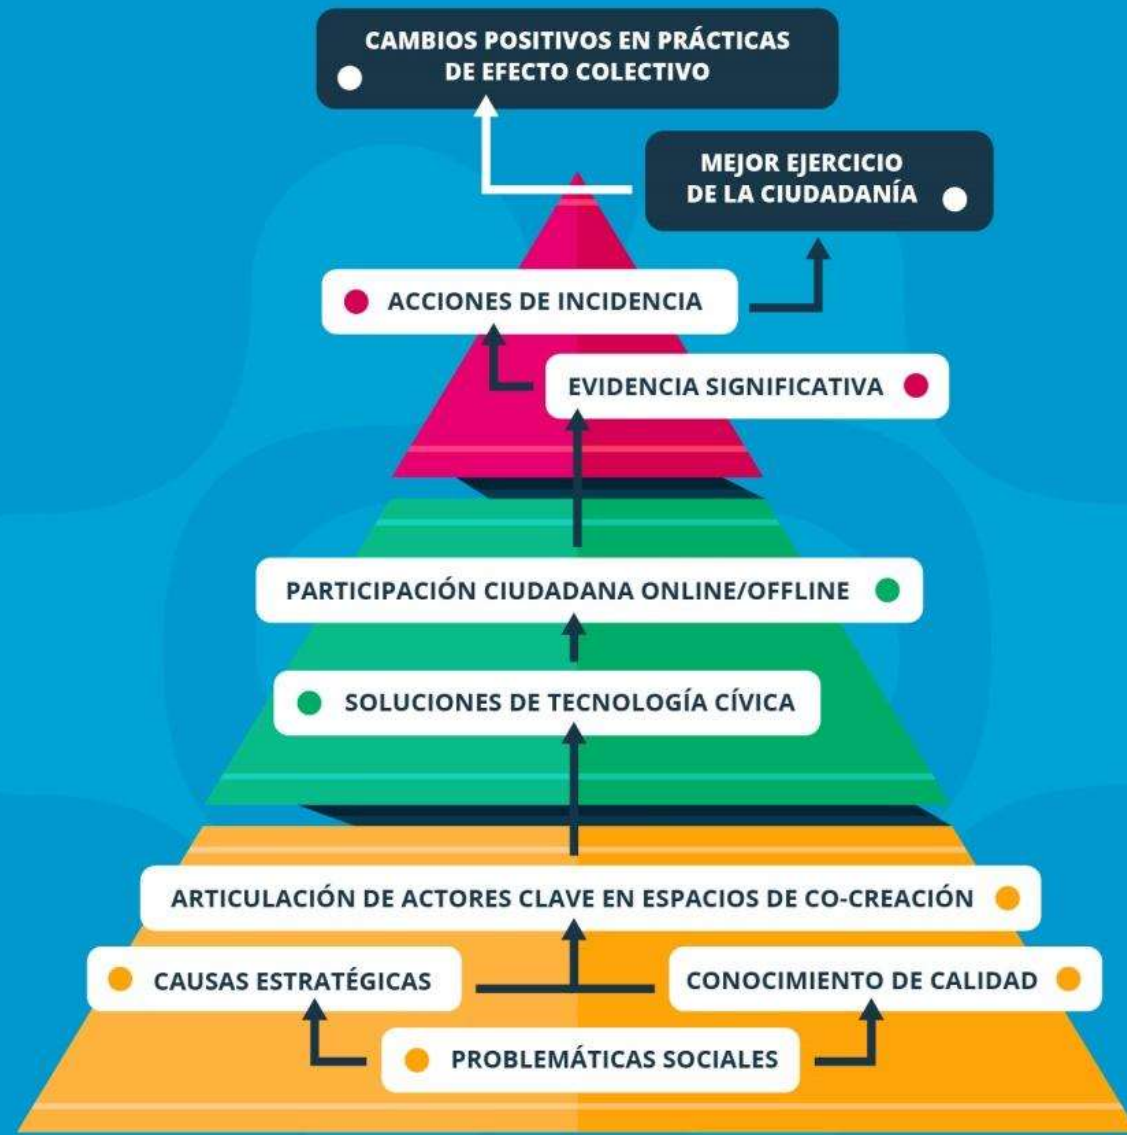 CAMBIOS POSITIVOS EN PRÁCTICAS
DE EFECTO COLECTIVO
MEJOR EJERCICIO
DE LA CIUDADANÍA
ACCIONES DE INCIDENCIA
EVIDENCIA SIGNIFICATIVA
PARTICIPACIÓN CIUDADANA ONLINE/OFFLINE
SOLUCIONES DE TECNOLOGÍA CÍVICA
ARTICULACIÓN DE ACTORES CLAVE EN ESPACIOS DE CO-CREACIÓN
CAUSAS ESTRATÉGICAS
CONOCIMIENTO DE CALIDAD
PROBLEMÁTICAS SOCIALES